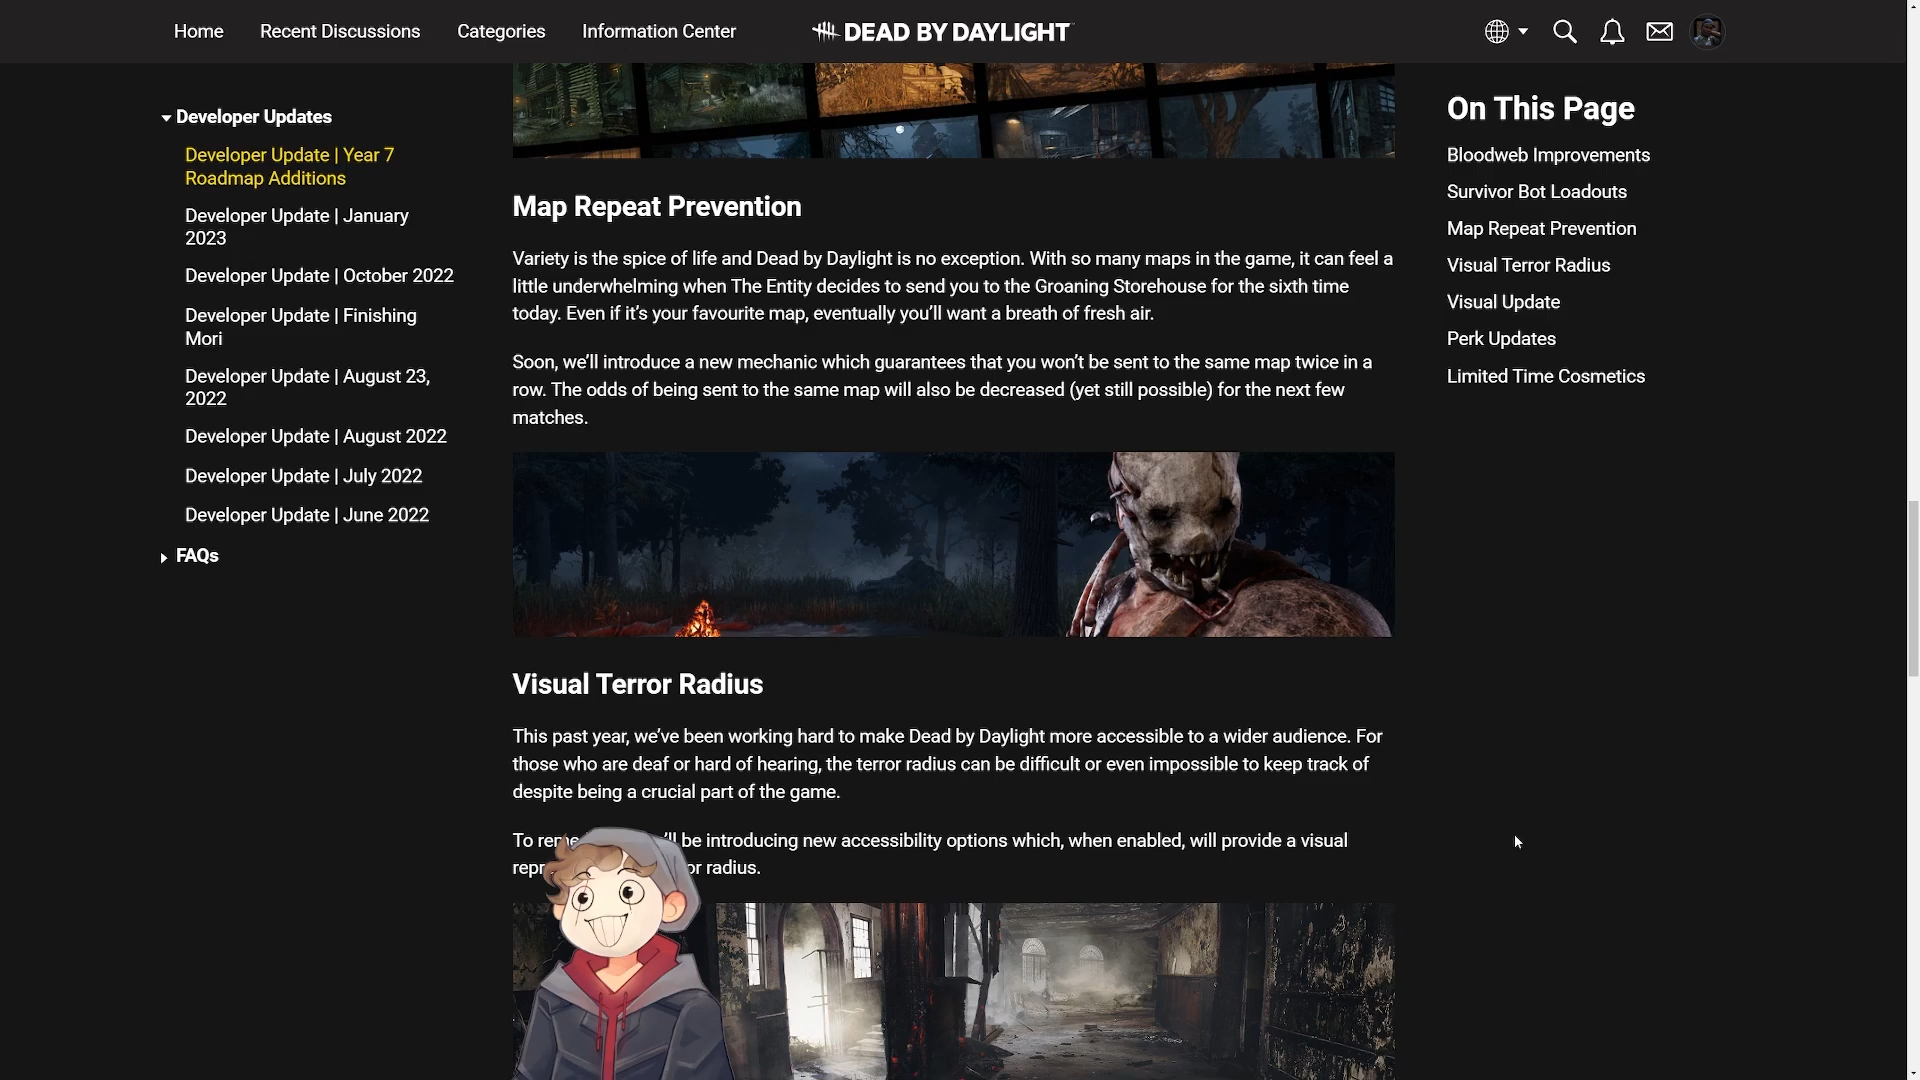 Home Recent Discussions Categories Information Center DEAD BY DAYLIGHT
Developer Updates
Developer Update | Year 7
Roadmap Additions
Developer Update | January
2023
Developer Update | October 2022
Developer Update | Finishing
Mori
Developer Update | August 23,
2022
Developer Update | August 2022
Developer Update | July 2022
Developer Update | June 2022
FAQs
Map Repeat Prevention
Variety is the spice of life and Dead by Daylight is no exception. With so many maps in the game, it can feel a
little underwhelming when The Entity decides to send you to the Groaning Storehouse for the sixth time
today. Even if it’s your favourite map, eventually you’ll want a breath of fresh air.
Soon, we’ll introduce a new mechanic which guarantees that you won’t be sent to the same map twice in a
row. The odds of being sent to the same map will also be decreased (yet still possible) for the next few
matches.
Visual Terror Radius
This past year, we’ve been working hard to make Dead by Daylight more accessible to a wider audience. For
those who are deaf or hard of hearing, the terror radius can be difficult or even impossible to keep track of
despite being a crucial part of the game.
To be introducing new accessibility options which, when enabled, will provide a visual
radius.
On This Page
Bloodweb Improvements
Survivor Bot Loadouts
Map Repeat Prevention
Visual Terror Radius
Visual Update
Perk Updates
Limited Time Cosmetics